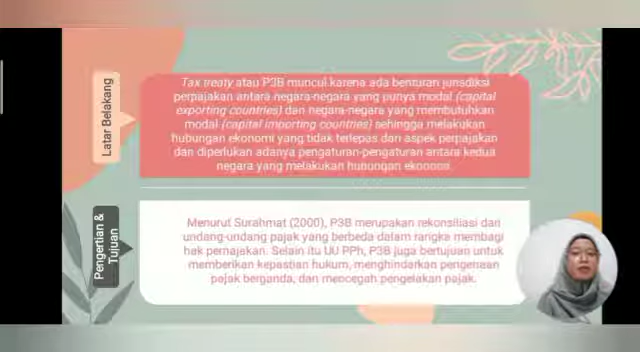 Latar Belakang
Tax treaty atau P3B muncul karena ada benturan jurisdiksi
perpajakan antara negara-negara yang punya modal (capital
exporting countries) dan negara-negara yang membutuhkan
modal (capital importing countries) sehingga melakukan
hubungan ekonomi yang tidak terlepas dari aspek perpajakan
dan diperlukan adanya pengaturan-pengaturan antara kedua
negara yang melakukan hubungan ekonomi.
Pengertian &
Tujuan
Menurut Surahmat (2000), P3B merupakan rekonsiliasi dari
undang-undang pajak yang berbeda dalam rangka membagi
hak pemajakan. Selain itu UU PPh, P3B juga bertujuan untuk
memberikan kepastian hukum, menghindarkan pengenaan
pajak berganda, dan mencegah pengelakan pajak.